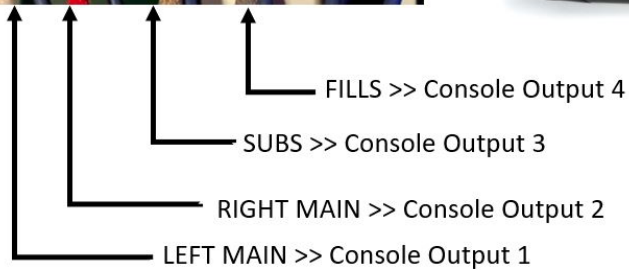 FILLS >> Console Output 4
SUBS >> Console Output 3
RIGHT MAIN >> Console Output 2
LEFT MAIN >> Console Output 1